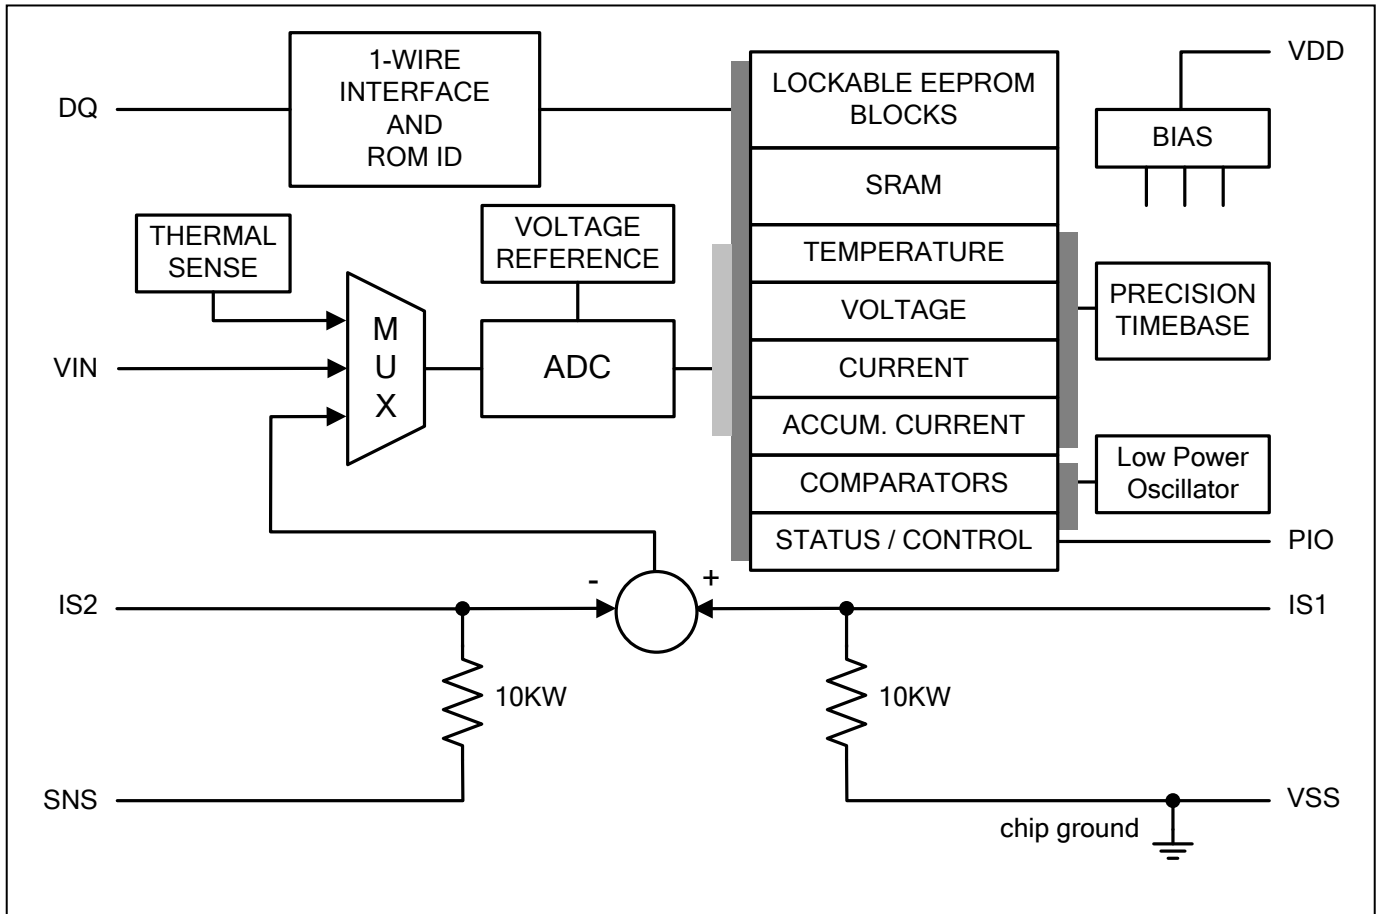 1-WIRE
INTERFACE
AND
ROM ID
DQ
LOCKABLE EEPROM
BLOCKS
VDD
BIAS
SRAM
THERMAL
SENSE
VOLTAGE
REFERENCE
TEMPERATURE
PRECISION
TIMEBASE
VOLTAGE
M
U
X
VIN
ADC
CURRENT
ACCUM. CURRENT
Low Power
Oscillator
COMPARATORS
STATUS / CONTROL
PIO
-
+
IS2
IS1
10KW
10KW
SNS
VSS
chip ground